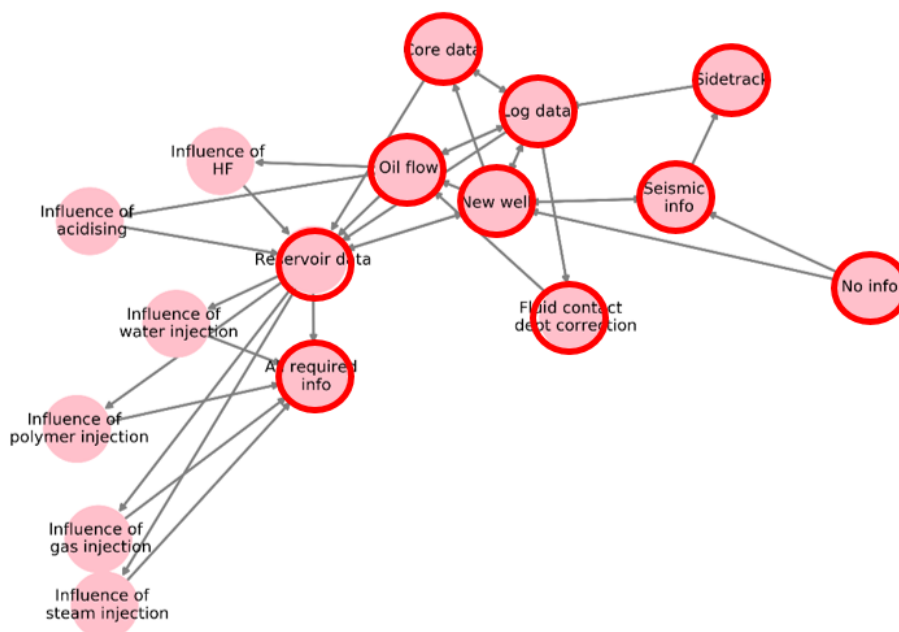 Core data
Sidetrack
Log data
Influence of
HF
Oil flow
Seismic
info
New well
Influence of
acidising
Reservoir data
No info
Influence of
water injection
Fluid contact
dept correction
All required
info
Influence of
polymer injection
Influence of
gas injection
Influence of
steam injection